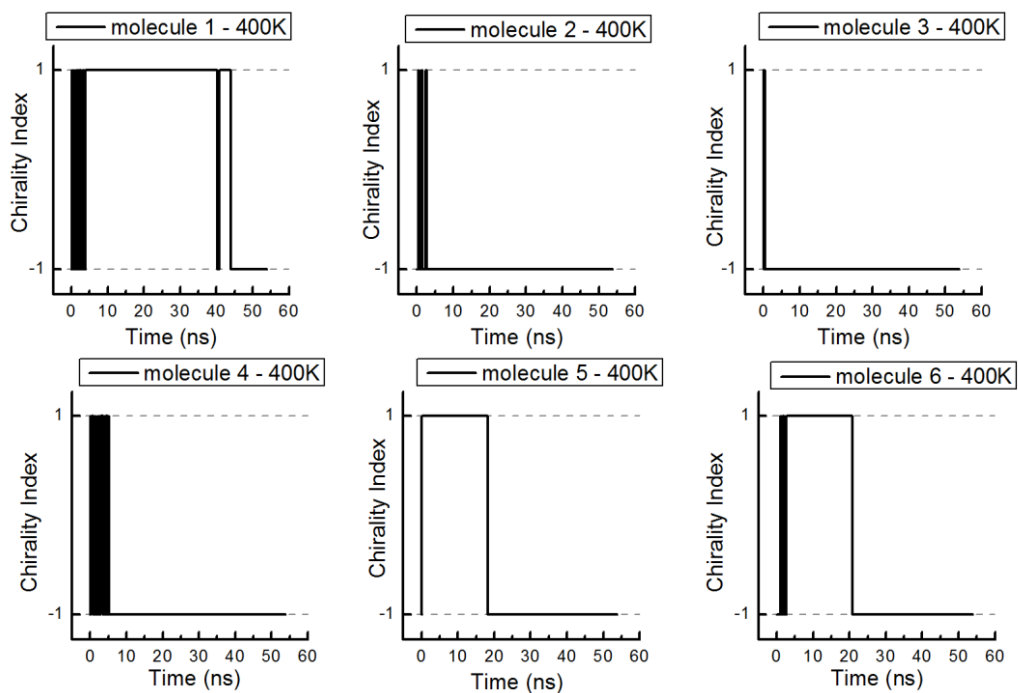 molecule 1 - 400K
molecule 2 - 400K
molecule 3 - 400K
1
-1
Chirality Index
0 10 20 30 40 50 60
Time (ns)
1
-1
Chirality Index
0 10 20 30 40 50 60
Time (ns)
1
-1
Chirality Index
0 10 20 30 40 50 60
Time (ns)
molecule 4 - 400K
molecule 5 - 400K
molecule 6 - 400K
1
-1
Chirality Index
0 10 20 30 40 50 60
Time (ns)
1
-1
Chirality Index
0 10 20 30 40 50 60
Time (ns)
1
-1
Chirality Index
0 10 20 30 40 50 60
Time (ns)